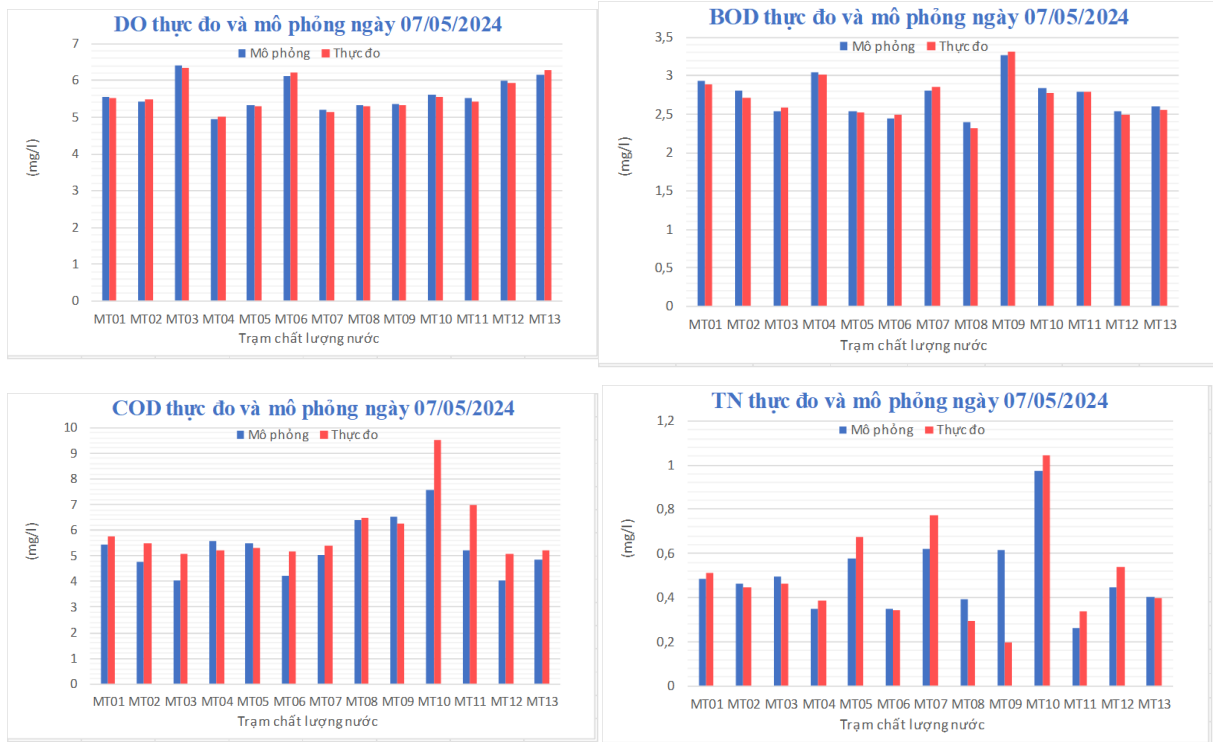 DO thực đo và mô phỏng ngày 07/05/2024
Mô phỏng Thực đo
7
6
5
4
3
2
1
0
(mg/l)
MT01 MT02 MT03 MT04 MT05 MT06 MT07 MT08 MT09 MT10 MT11 MT12 MT13
Trạm chất lượng nước
BOD thực đo và mô phỏng ngày 07/05/2024
Mô phỏng Thực đo
3,5
3
2,5
2
1,5
1
0,5
0
(mg/l)
MT01 MT02 MT03 MT04 MT05 MT06 MT07 MT08 MT09 MT10 MT11 MT12 MT13
Trạm chất lượng nước
COD thực đo và mô phỏng ngày 07/05/2024
Mô phỏng Thực đo
10
9
8
7
6
5
4
3
2
1
0
(mg/l)
MT01 MT02 MT03 MT04 MT05 MT06 MT07 MT08 MT09 MT10 MT11 MT12 MT13
Trạm chất lượng nước
TN thực đo và mô phỏng ngày 07/05/2024
Mô phỏng Thực đo
1,2
1
0,8
0,6
0,4
0,2
0
(mg/l)
MT01 MT02 MT03 MT04 MT05 MT06 MT07 MT08 MT09 MT10 MT11 MT12 MT13
Trạm chất lượng nước